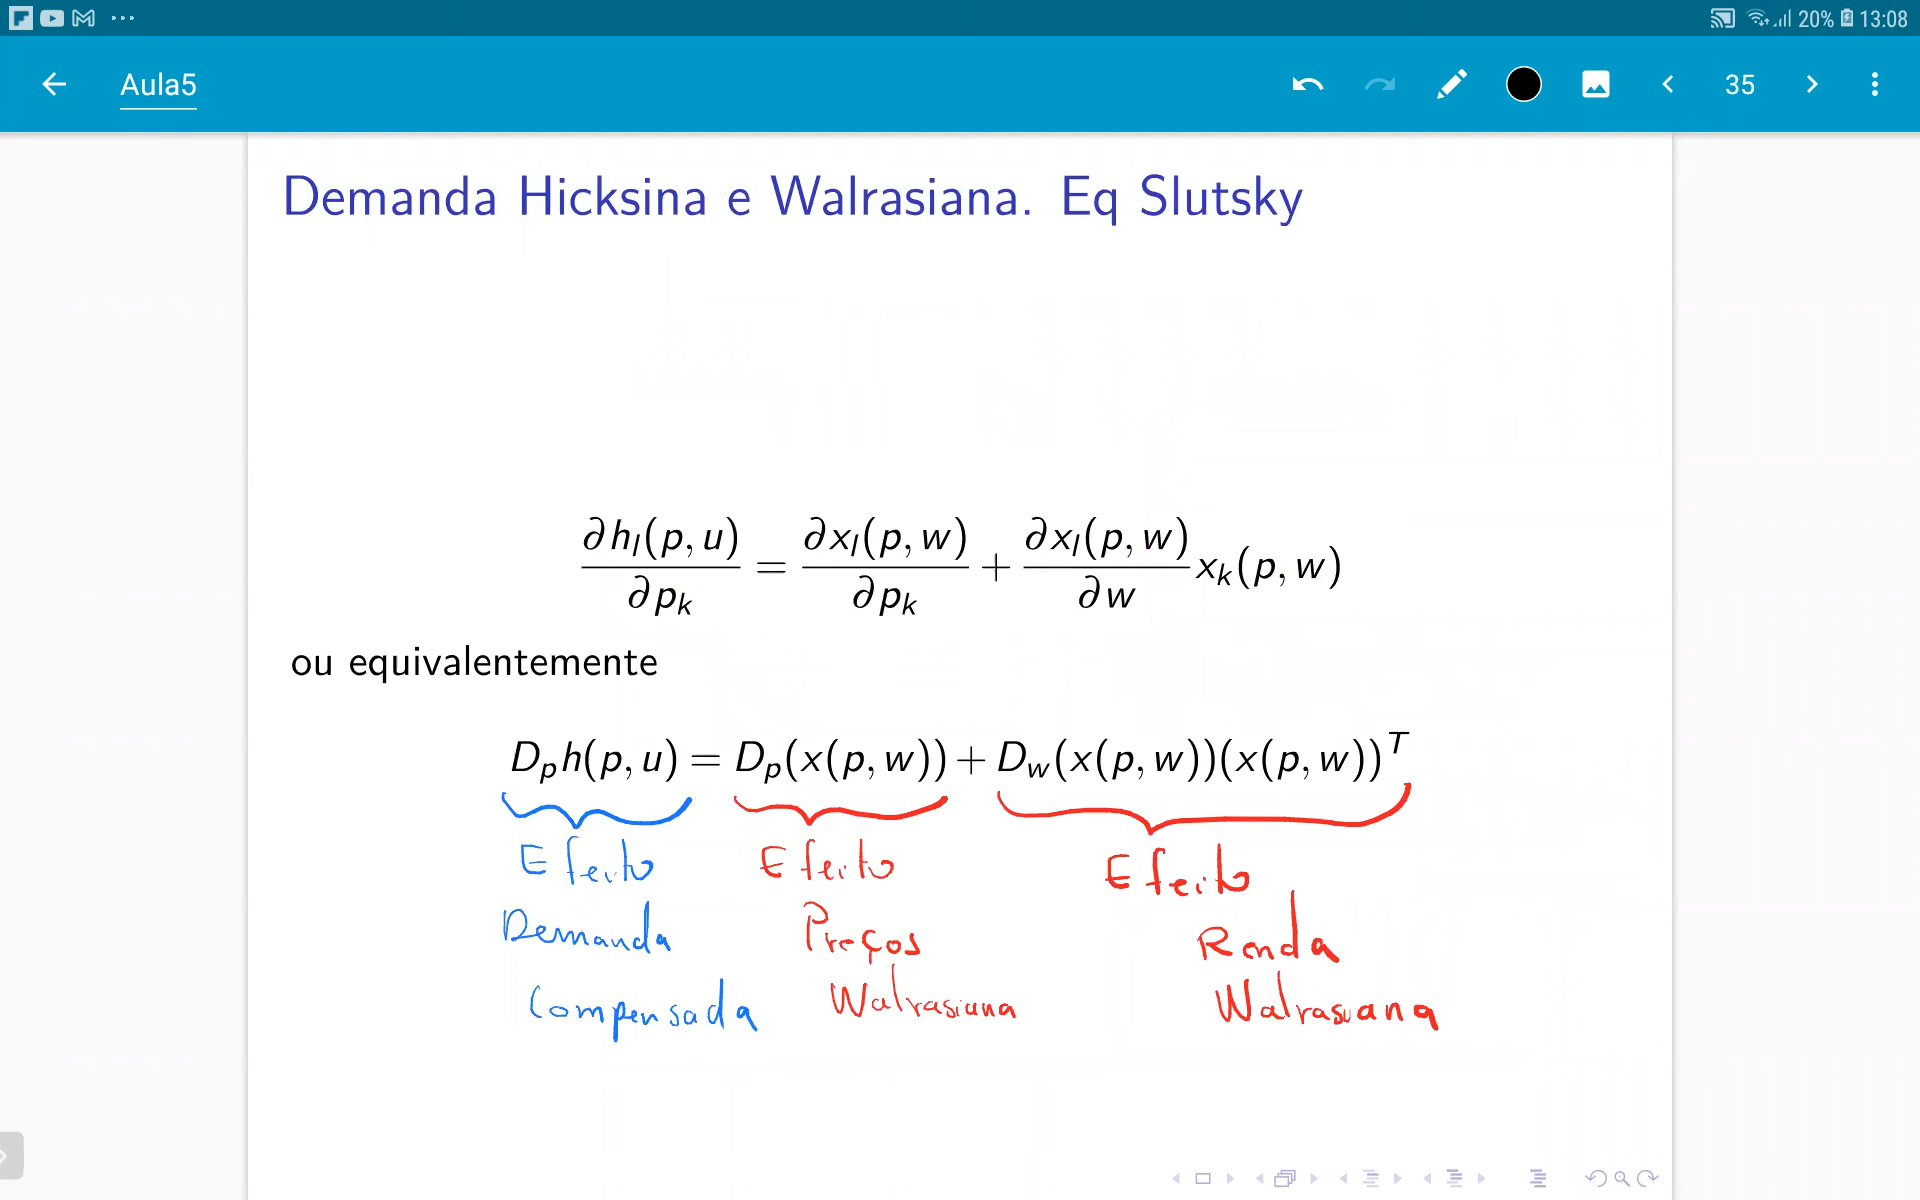 20% 13:08
Aula5 35
Demanda Hicksina e Walrasiana. Eq Slutsky
∂h_l(p, u)/∂p_k = ∂x_l(p, w)/∂p_k + ∂x_l(p, w)/∂w x_k(p, w)
ou equivalentemente
D_p h(p, u) = D_p(x(p, w)) + D_w(x(p, w))(x(p, w))^T
Efeito Efeito Efeito
Demanda Preços Renda
Compensada Walrasiana Walrasiana